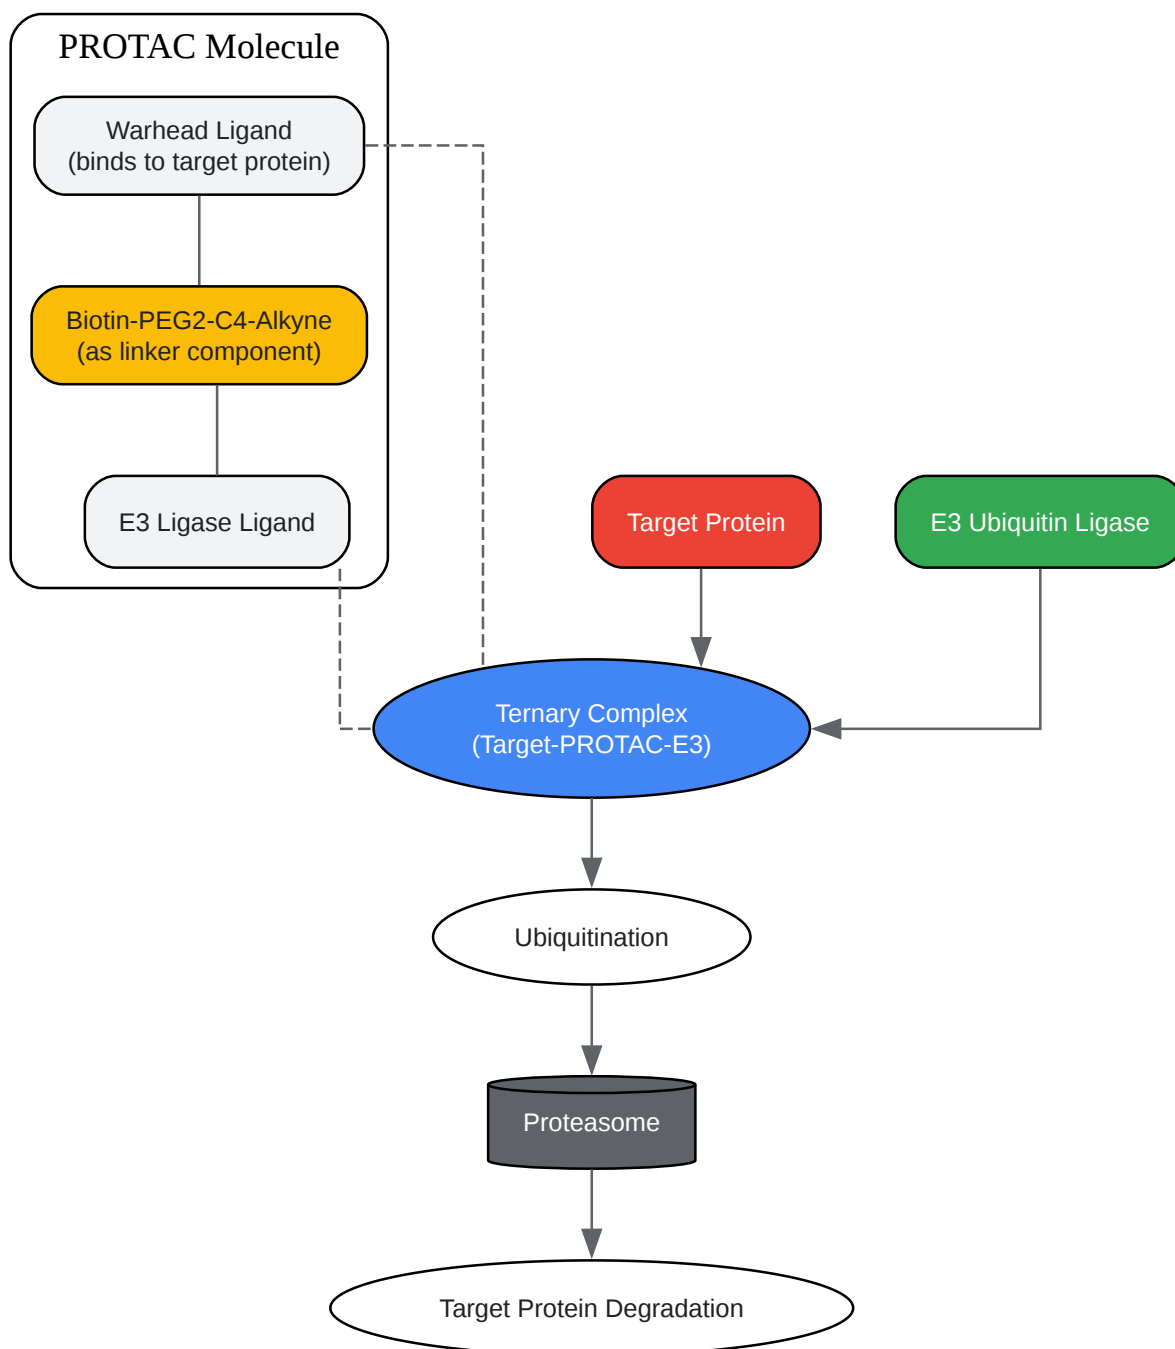 PROTAC Molecule
Warhead Ligand
(binds to target protein)
Biotin-PEG2-C4-Alkyne
(as linker component)
E3 Ligase Ligand
Target Protein
E3 Ubiquitin Ligase
Ternary Complex
(Target-PROTAC-E3)
Ubiquitination
Proteasome
Target Protein Degradation